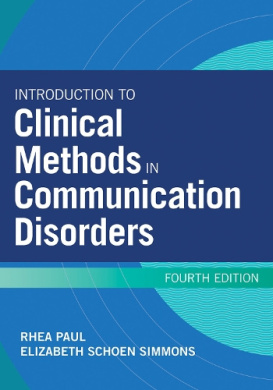 INTRODUCTION TO
Clinical
Methods IN
Communication
Disorders
FOURTH EDITION
RHEA PAUL
ELIZABETH SCHOEN SIMMONS